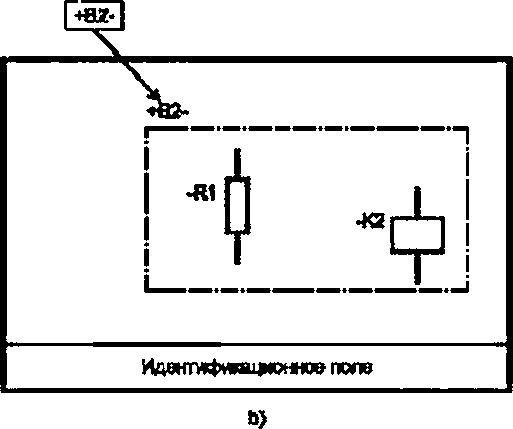 +B2-
+B2-
-R1
-K2
Идентификационное поле
b)